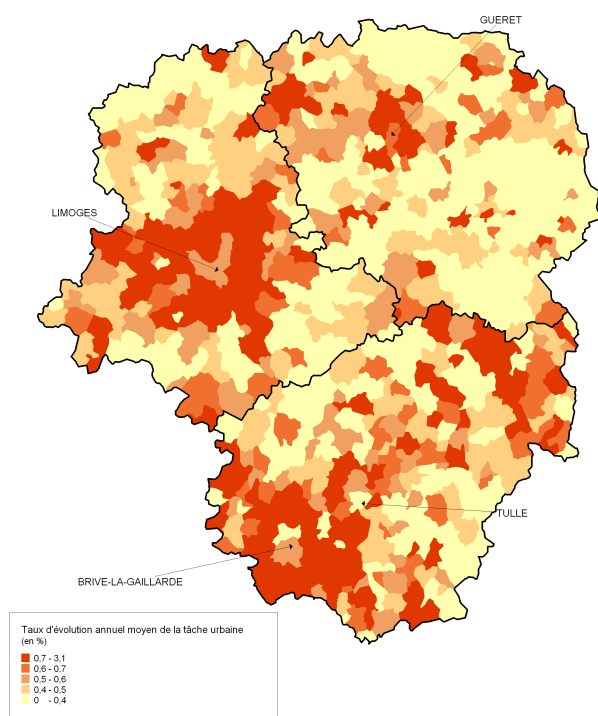 GUERET
LIMOGES
TULLE
BRIVE-LA-GAILLARDE
Taux d'évolution annuel moyen de la tâche urbaine
(en %)
0,7 - 3,1
0,6 - 0,7
0,5 - 0,6
0,4 - 0,5
0 - 0,4